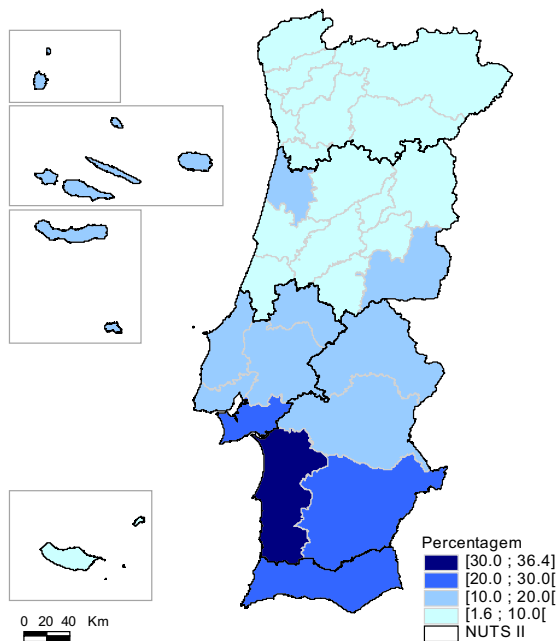 Percentagem
[30.0 ; 36.4]
[20.0 ; 30.0[
[10.0 ; 20.0[
[1.6 ; 10.0[
NUTS II
0 20 40 Km